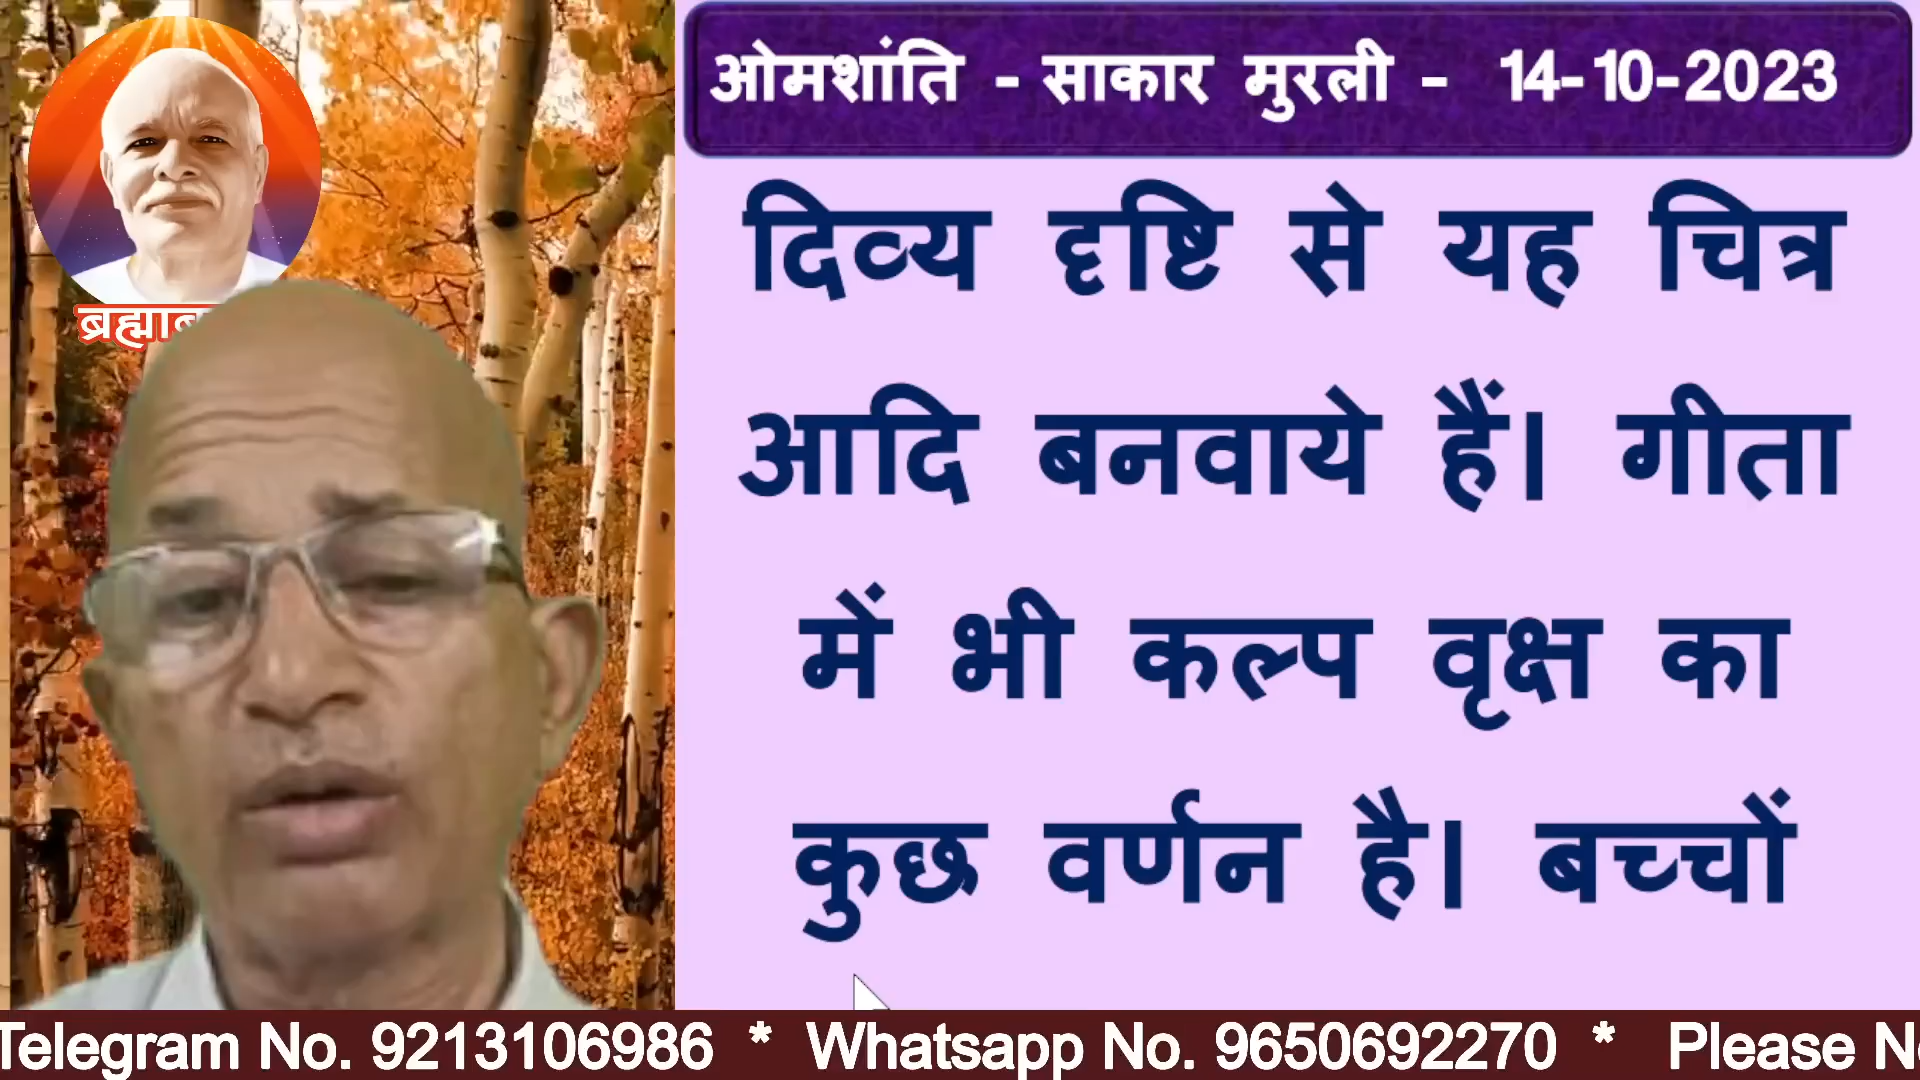 ओमशांति - साकार मुरली - 14-10-2023
दिव्य दृष्टि से यह चित्र
आदि बनवाये हैं। गीता
में भी कल्प वृक्ष का
कुछ वर्णन है। बच्चों
Telegram No. 9213106986 * Whatsapp No. 9650692270 * Please